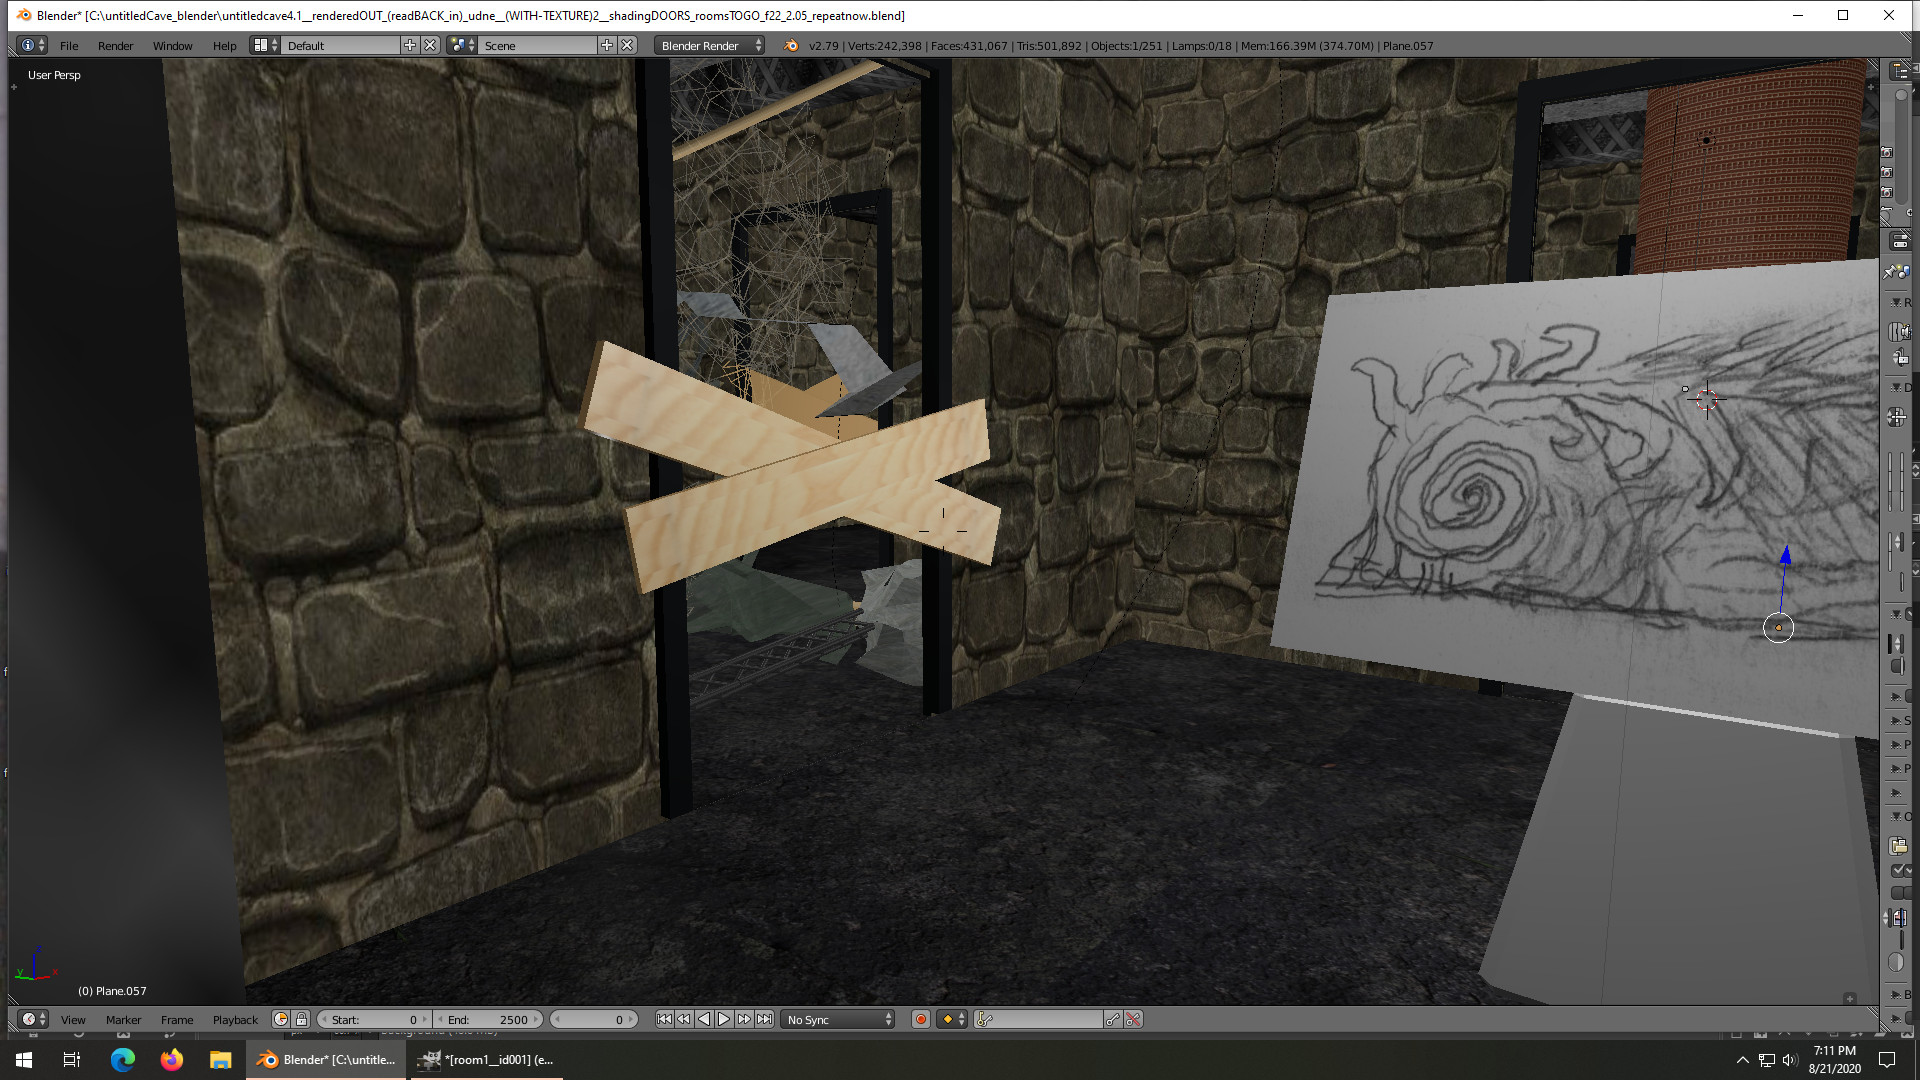 Blender* [C:\untitledCave_blender\untitledcave4.1__renderedOUT_(readBACK_in)_udne__(WITH-TEXTURE)2__shadingDOORS_roomsTOGO_f22_2.05_repeatnow.blend]
File Render Window Help Default Scene Blender Render v2.79 | Verts:242,398 | Faces:431,067 | Tris:501,892 | Objects:1/251 | Lamps:0/18 | Mem:166.39M (374.70M) | Plane.057
User Persp
(0) Plane.057
View Marker Frame Playback Start: 0 End: 2500 0 No Sync
Blender* [C:\untitle... *[room1__id001] (e...
7:11 PM
8/21/2020